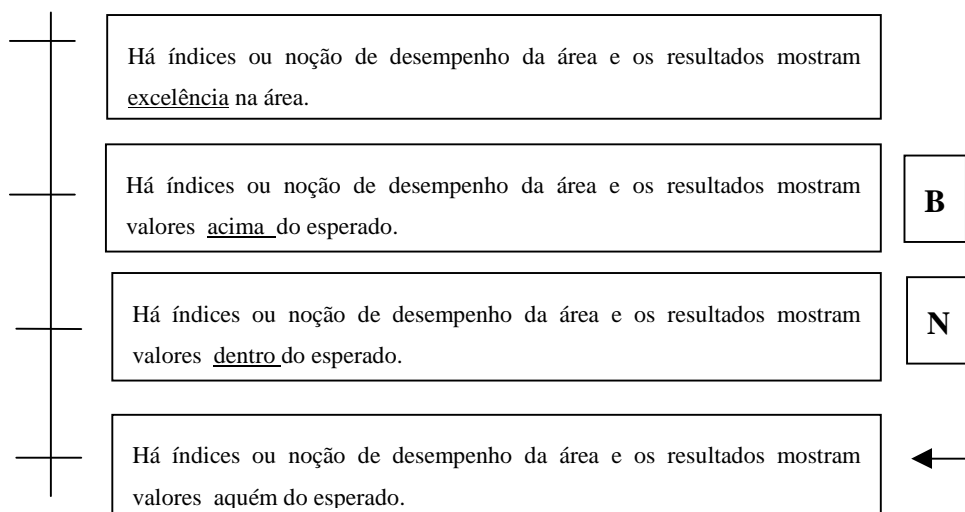 Há índices ou noção de desempenho da área e os resultados mostram
excelência na área.
Há índices ou noção de desempenho da área e os resultados mostram
valores acima do esperado.
B
Há índices ou noção de desempenho da área e os resultados mostram
valores dentro do esperado.
N
Há índices ou noção de desempenho da área e os resultados mostram
valores aquém do esperado.